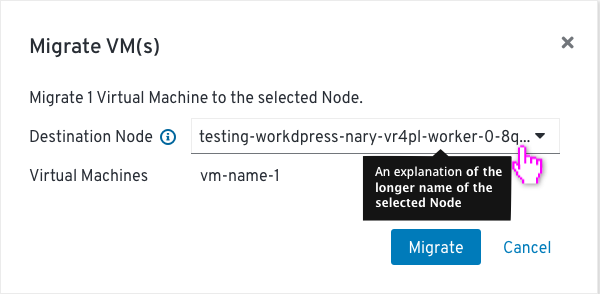 Migrate VM(s)
Migrate 1 Virtual Machine to the selected Node.
Destination Node
testing-workdpress-nary-vr4pl-worker-0-8q...
An explanation of the
longer name of the
selected Node
Virtual Machines
vm-name-1
Migrate
Cancel